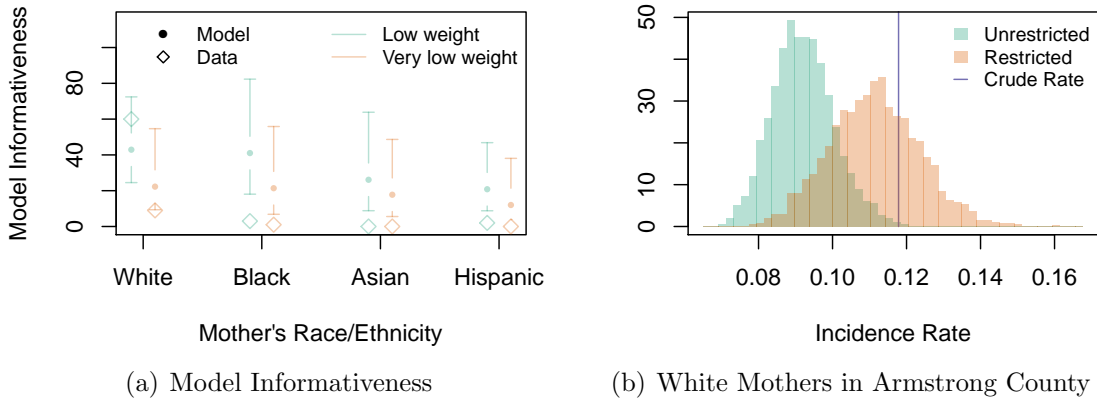 Model
Data
Low weight
Very low weight
Model Informativeness
0
40
80
White
Black
Asian
Hispanic
Mother's Race/Ethnicity
(a) Model Informativeness
Unrestricted
Restricted
Crude Rate
50
30
10
0
0.08
0.10
0.12
0.14
0.16
Incidence Rate
(b) White Mothers in Armstrong County